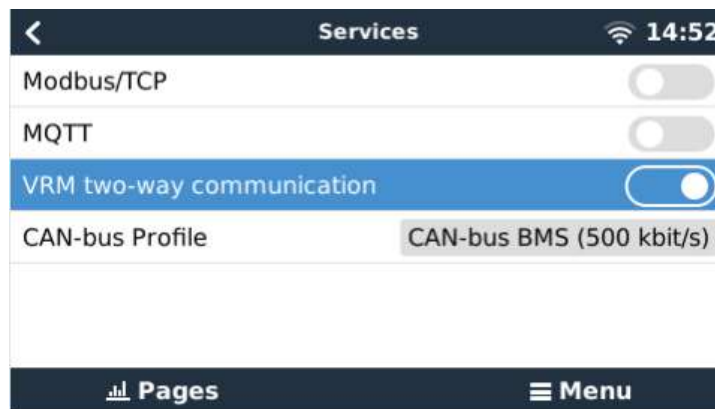 Services 14:52
Modbus/TCP
MQTT
VRM two-way communication
CAN-bus Profile CAN-bus BMS (500 kbit/s)
Pages Menu